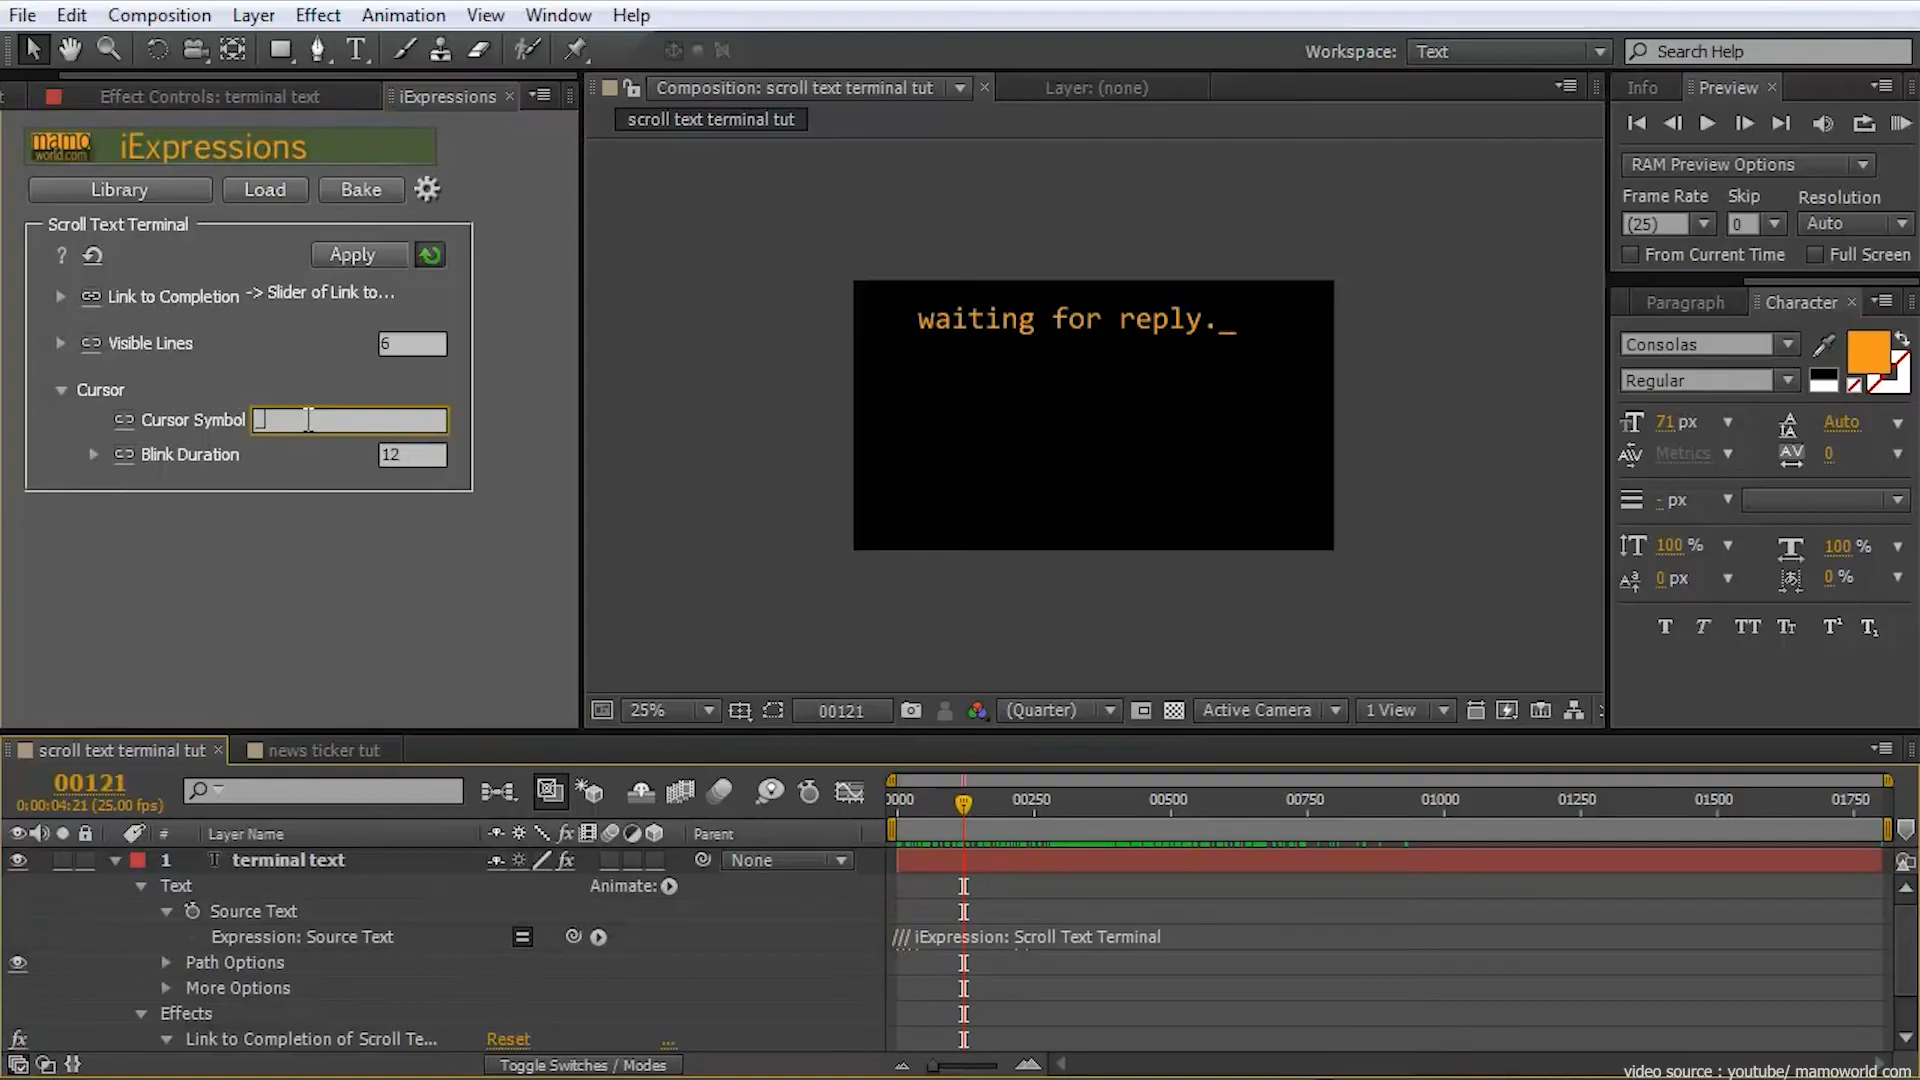 File Edit Composition Layer Effect Animation View Window Help
Workspace: Text Search Help
Effect Controls: terminal text iExpressions
Composition: scroll text terminal tut Layer: (none)
Info Preview
scroll text terminal tut
mamo world.com iExpressions
Library Load Bake
RAM Preview Options
Frame Rate Skip Resolution
(25) 0 Auto
From Current Time Full Screen
Scroll Text Terminal
? Apply
Link to Completion -> Slider of Link to...
Visible Lines 6
Cursor
Cursor Symbol _
Blink Duration 12
waiting for reply._
Paragraph Character
Consolas
Regular
71 px Auto
Metrics 0
- px
100 % 100 %
0 px 0 %
25% 00121 (Quarter) Active Camera 1 View
scroll text terminal tut news ticker tut
00121
0:00:04:21 (25.00 fps)
0000 00250 00500 00750 01000 01250 01500 01750
# Layer Name Parent
1 T terminal text fx None
Text Animate:
Source Text
Expression: Source Text /// iExpression: Scroll Text Terminal
Path Options
More Options
Effects
fx Link to Completion of Scroll Te... Reset ...
Toggle Switches / Modes
video source : youtube/ mamoworld.com